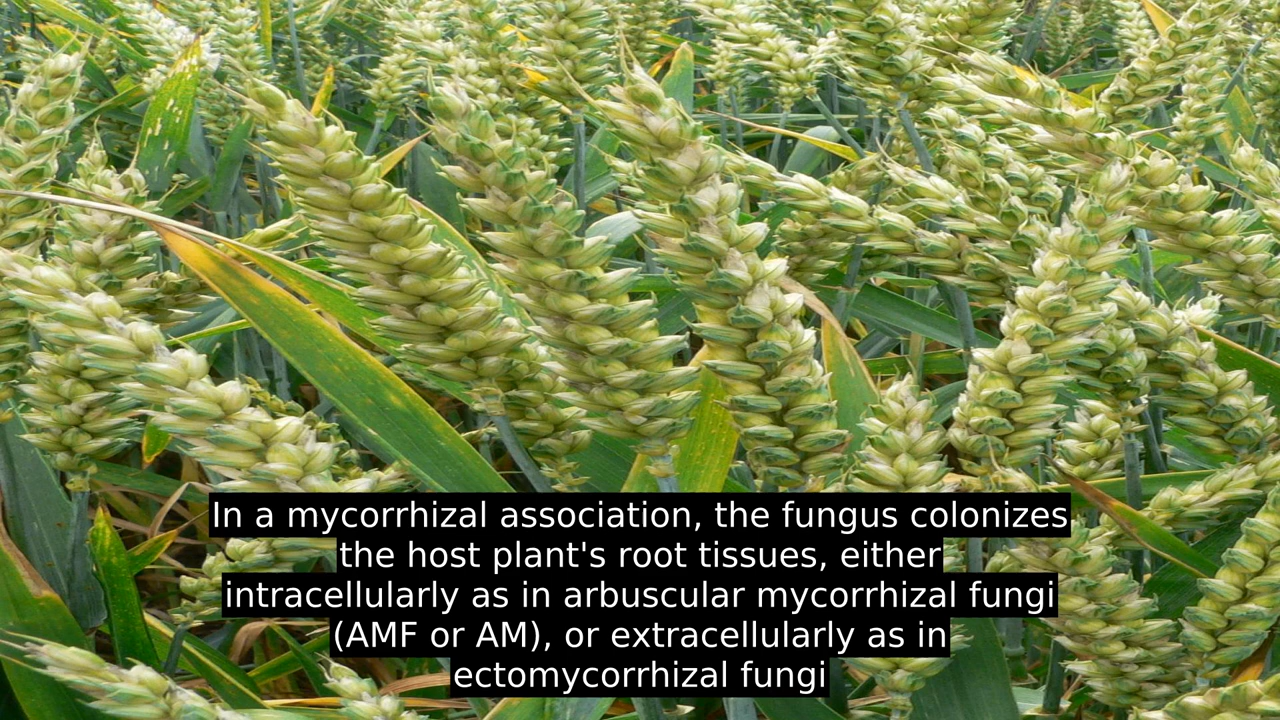 In a mycorrhizal association, the fungus colonizes
the host plant's root tissues, either
intracellularly as in arbuscular mycorrhizal fungi
(AMF or AM), or extracellularly as in
ectomycorrhizal fungi